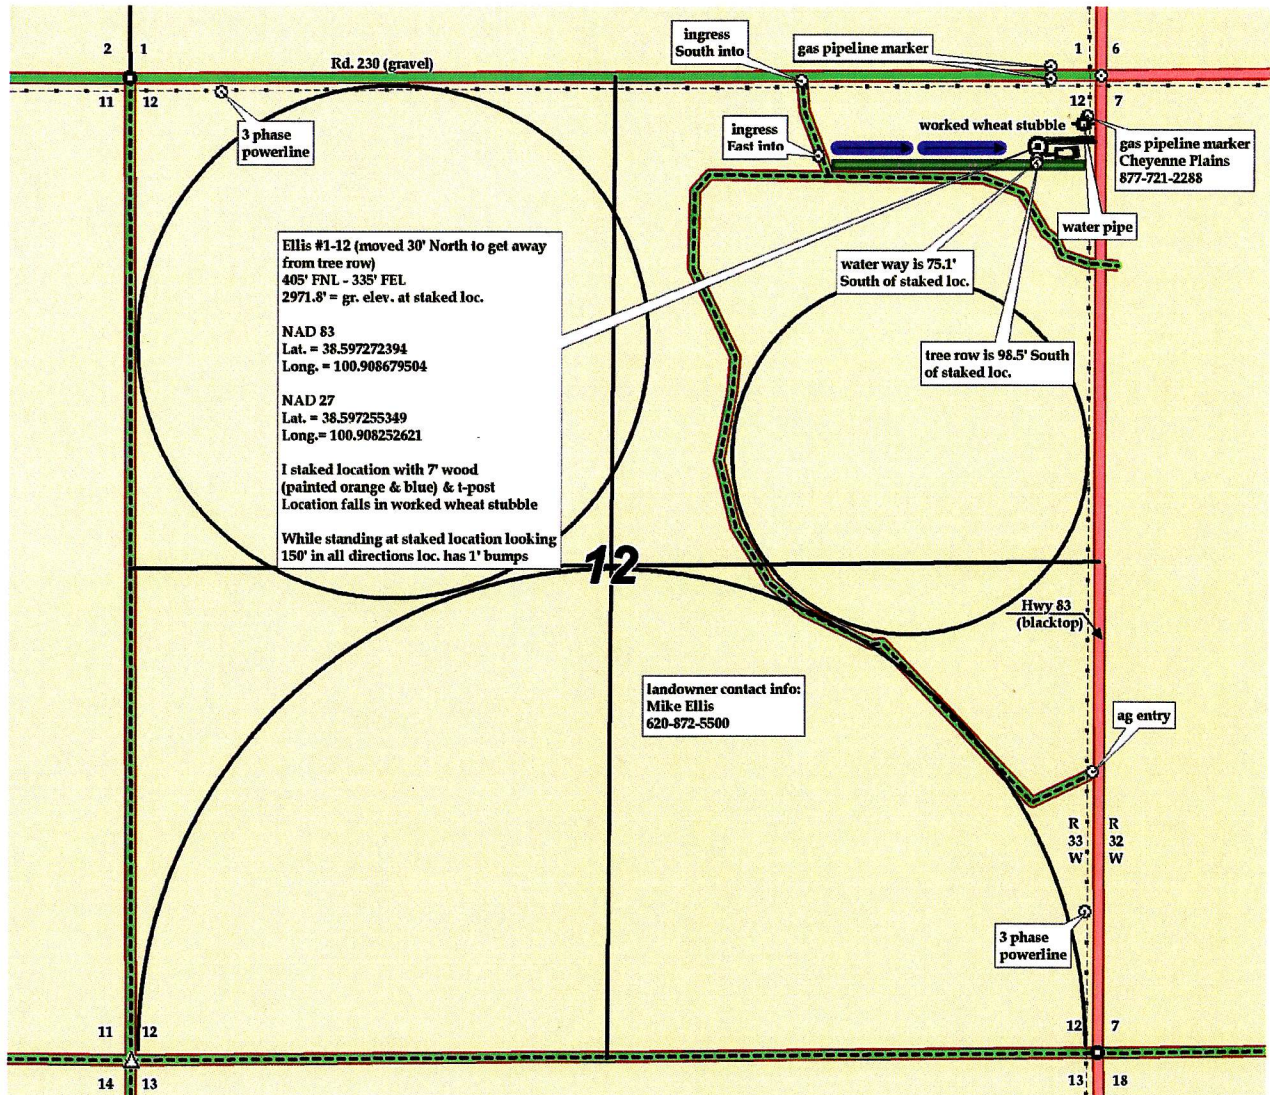 2 1
Rd. 230 (gravel)
ingress
South into
gas pipeline marker
1 6
11 12
12 7
3 phase
powerline
ingress
East into
worked wheat stubble
gas pipeline marker
Cheyenne Plains
877-721-2288
water pipe
Ellis #1-12 (moved 30' North to get away
from tree row)
405' FNL - 335' FEL
2971.8' = gr. elev. at staked loc.
NAD 83
Lat. = 38.597272394
Long. = 100.908679504
NAD 27
Lat. = 38.597255349
Long.= 100.908252621
I staked location with 7' wood
(painted orange & blue) & t-post
Location falls in worked wheat stubble
While standing at staked location looking
150' in all directions loc. has 1' bumps
water way is 75.1'
South of staked loc.
tree row is 98.5' South
of staked loc.
12
Hwy 83
(blacktop)
landowner contact info:
Mike Ellis
620-872-5500
ag entry
R R
33 32
W W
3 phase
powerline
11 12
12 7
14 13
13 18